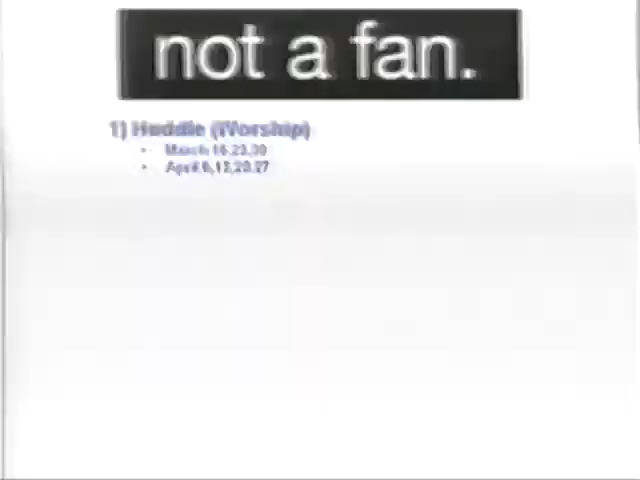 not a fan.
1) Huddle (Worship)
• March 16,23,30
• April 6,13,20,27